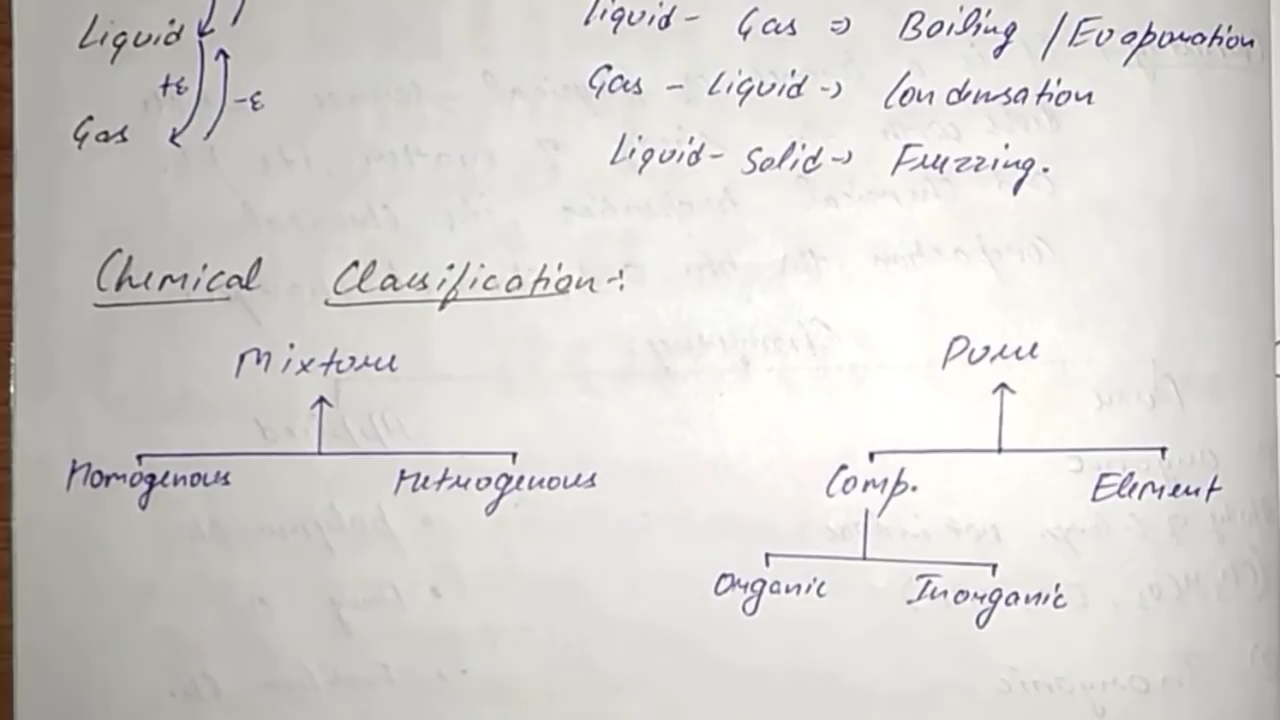 Liquid
+ε
-ε
Gas
liquid - Gas ⇒ Boiling / Evaporation
Gas - Liquid → Condensation
Liquid - Solid → Freezing.
Chemical Classification -:
Mixture
Homogenous Hetrogenous
Pure
Comp. Element
Organic Inorganic